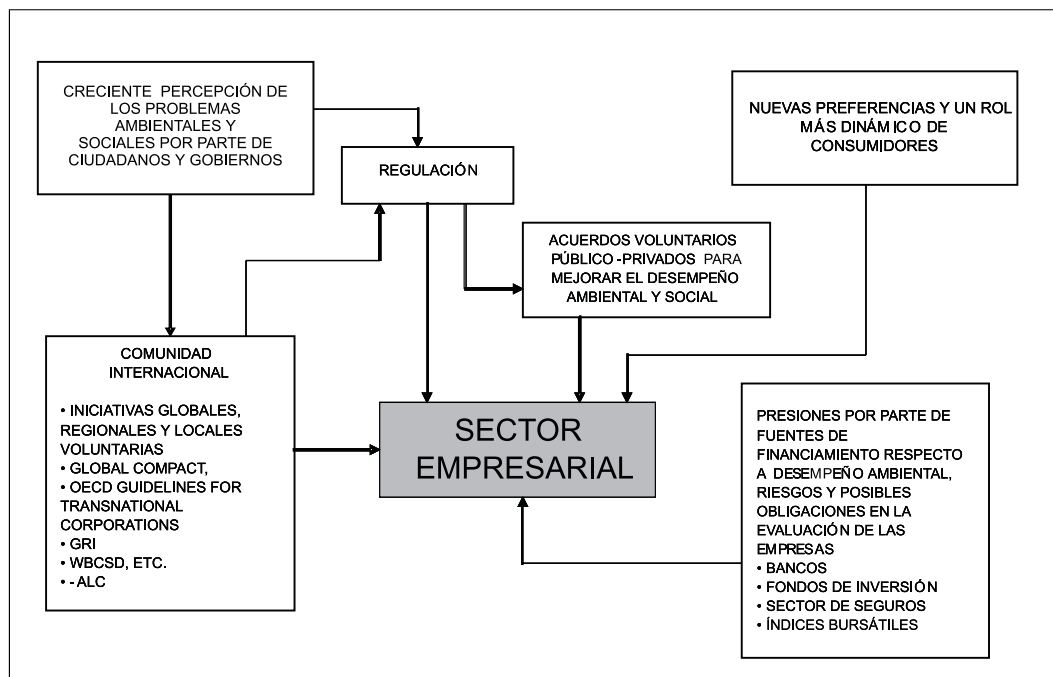 CRECIENTE PERCEPCIÓN DE
LOS PROBLEMAS
AMBIENTALES Y
SOCIALES POR PARTE DE
CIUDADANOS Y GOBIERNOS
NUEVAS PREFERENCIAS Y UN ROL
MÁS DINÁMICO DE
CONSUMIDORES
REGULACIÓN
ACUERDOS VOLUNTARIOS
PÚBLICO -PRIVADOS PARA
MEJORAR EL DESEMPEÑO
AMBIENTAL Y SOCIAL
COMUNIDAD
INTERNACIONAL
• INICIATIVAS GLOBALES,
REGIONALES Y LOCALES
VOLUNTARIAS
• GLOBAL COMPACT,
• OECD GUIDELINES FOR
TRANSNATIONAL
CORPORATIONS
• GRI
• WBCSD, ETC.
• - ALC
SECTOR
EMPRESARIAL
PRESIONES POR PARTE DE
FUENTES DE
FINANCIAMIENTO RESPECTO
A DESEMPEÑO AMBIENTAL,
RIESGOS Y POSIBLES
OBLIGACIONES EN LA
EVALUACIÓN DE LAS
EMPRESAS
• BANCOS
• FONDOS DE INVERSIÓN
• SECTOR DE SEGUROS
• ÍNDICES BURSÁTILES